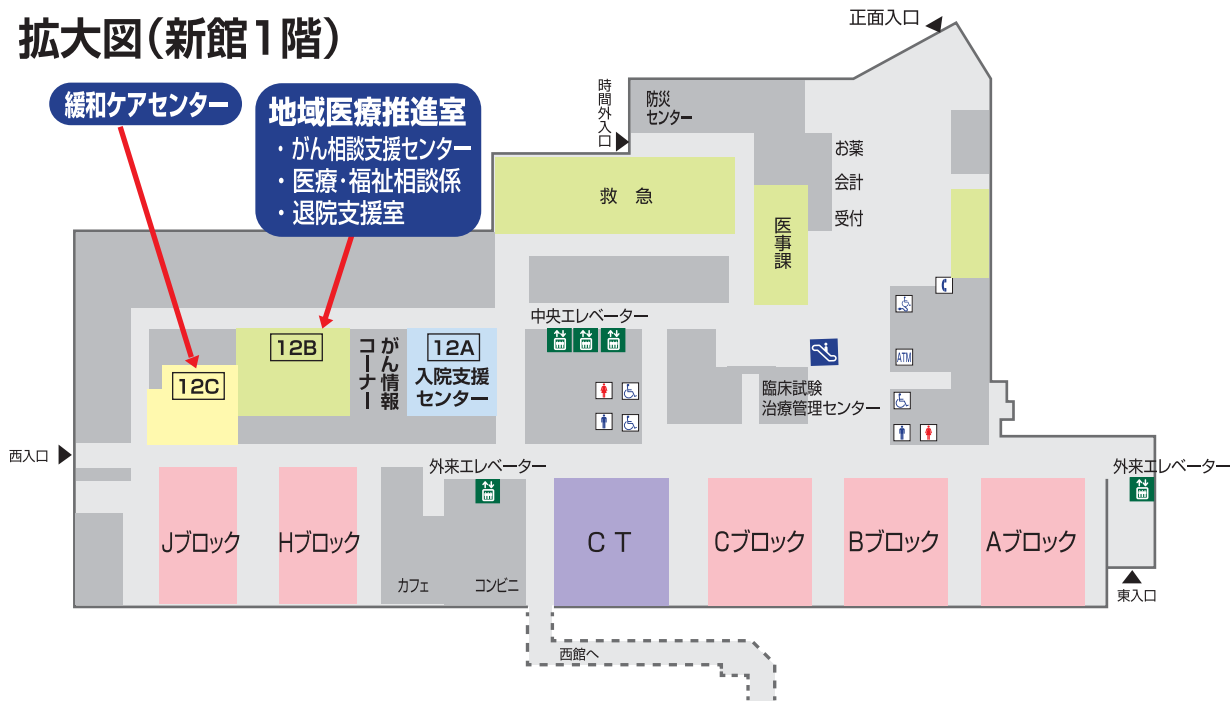 拡大図(新館1階)
正面入口
緩和ケアセンター
地域医療推進室
・がん相談支援センター
・医療・福祉相談係
・退院支援室
時間外入口
防災
センター
お薬
会計
受付
救 急
医事課
中央エレベーター
12B
がん情報
コーナー
12A
入院支援
センター
12C
ATM
臨床試験
治療管理センター
西入口
外来エレベーター
外来エレベーター
Jブロック
Hブロック
CT
Cブロック
Bブロック
Aブロック
カフェ
コンビニ
東入口
西館へ